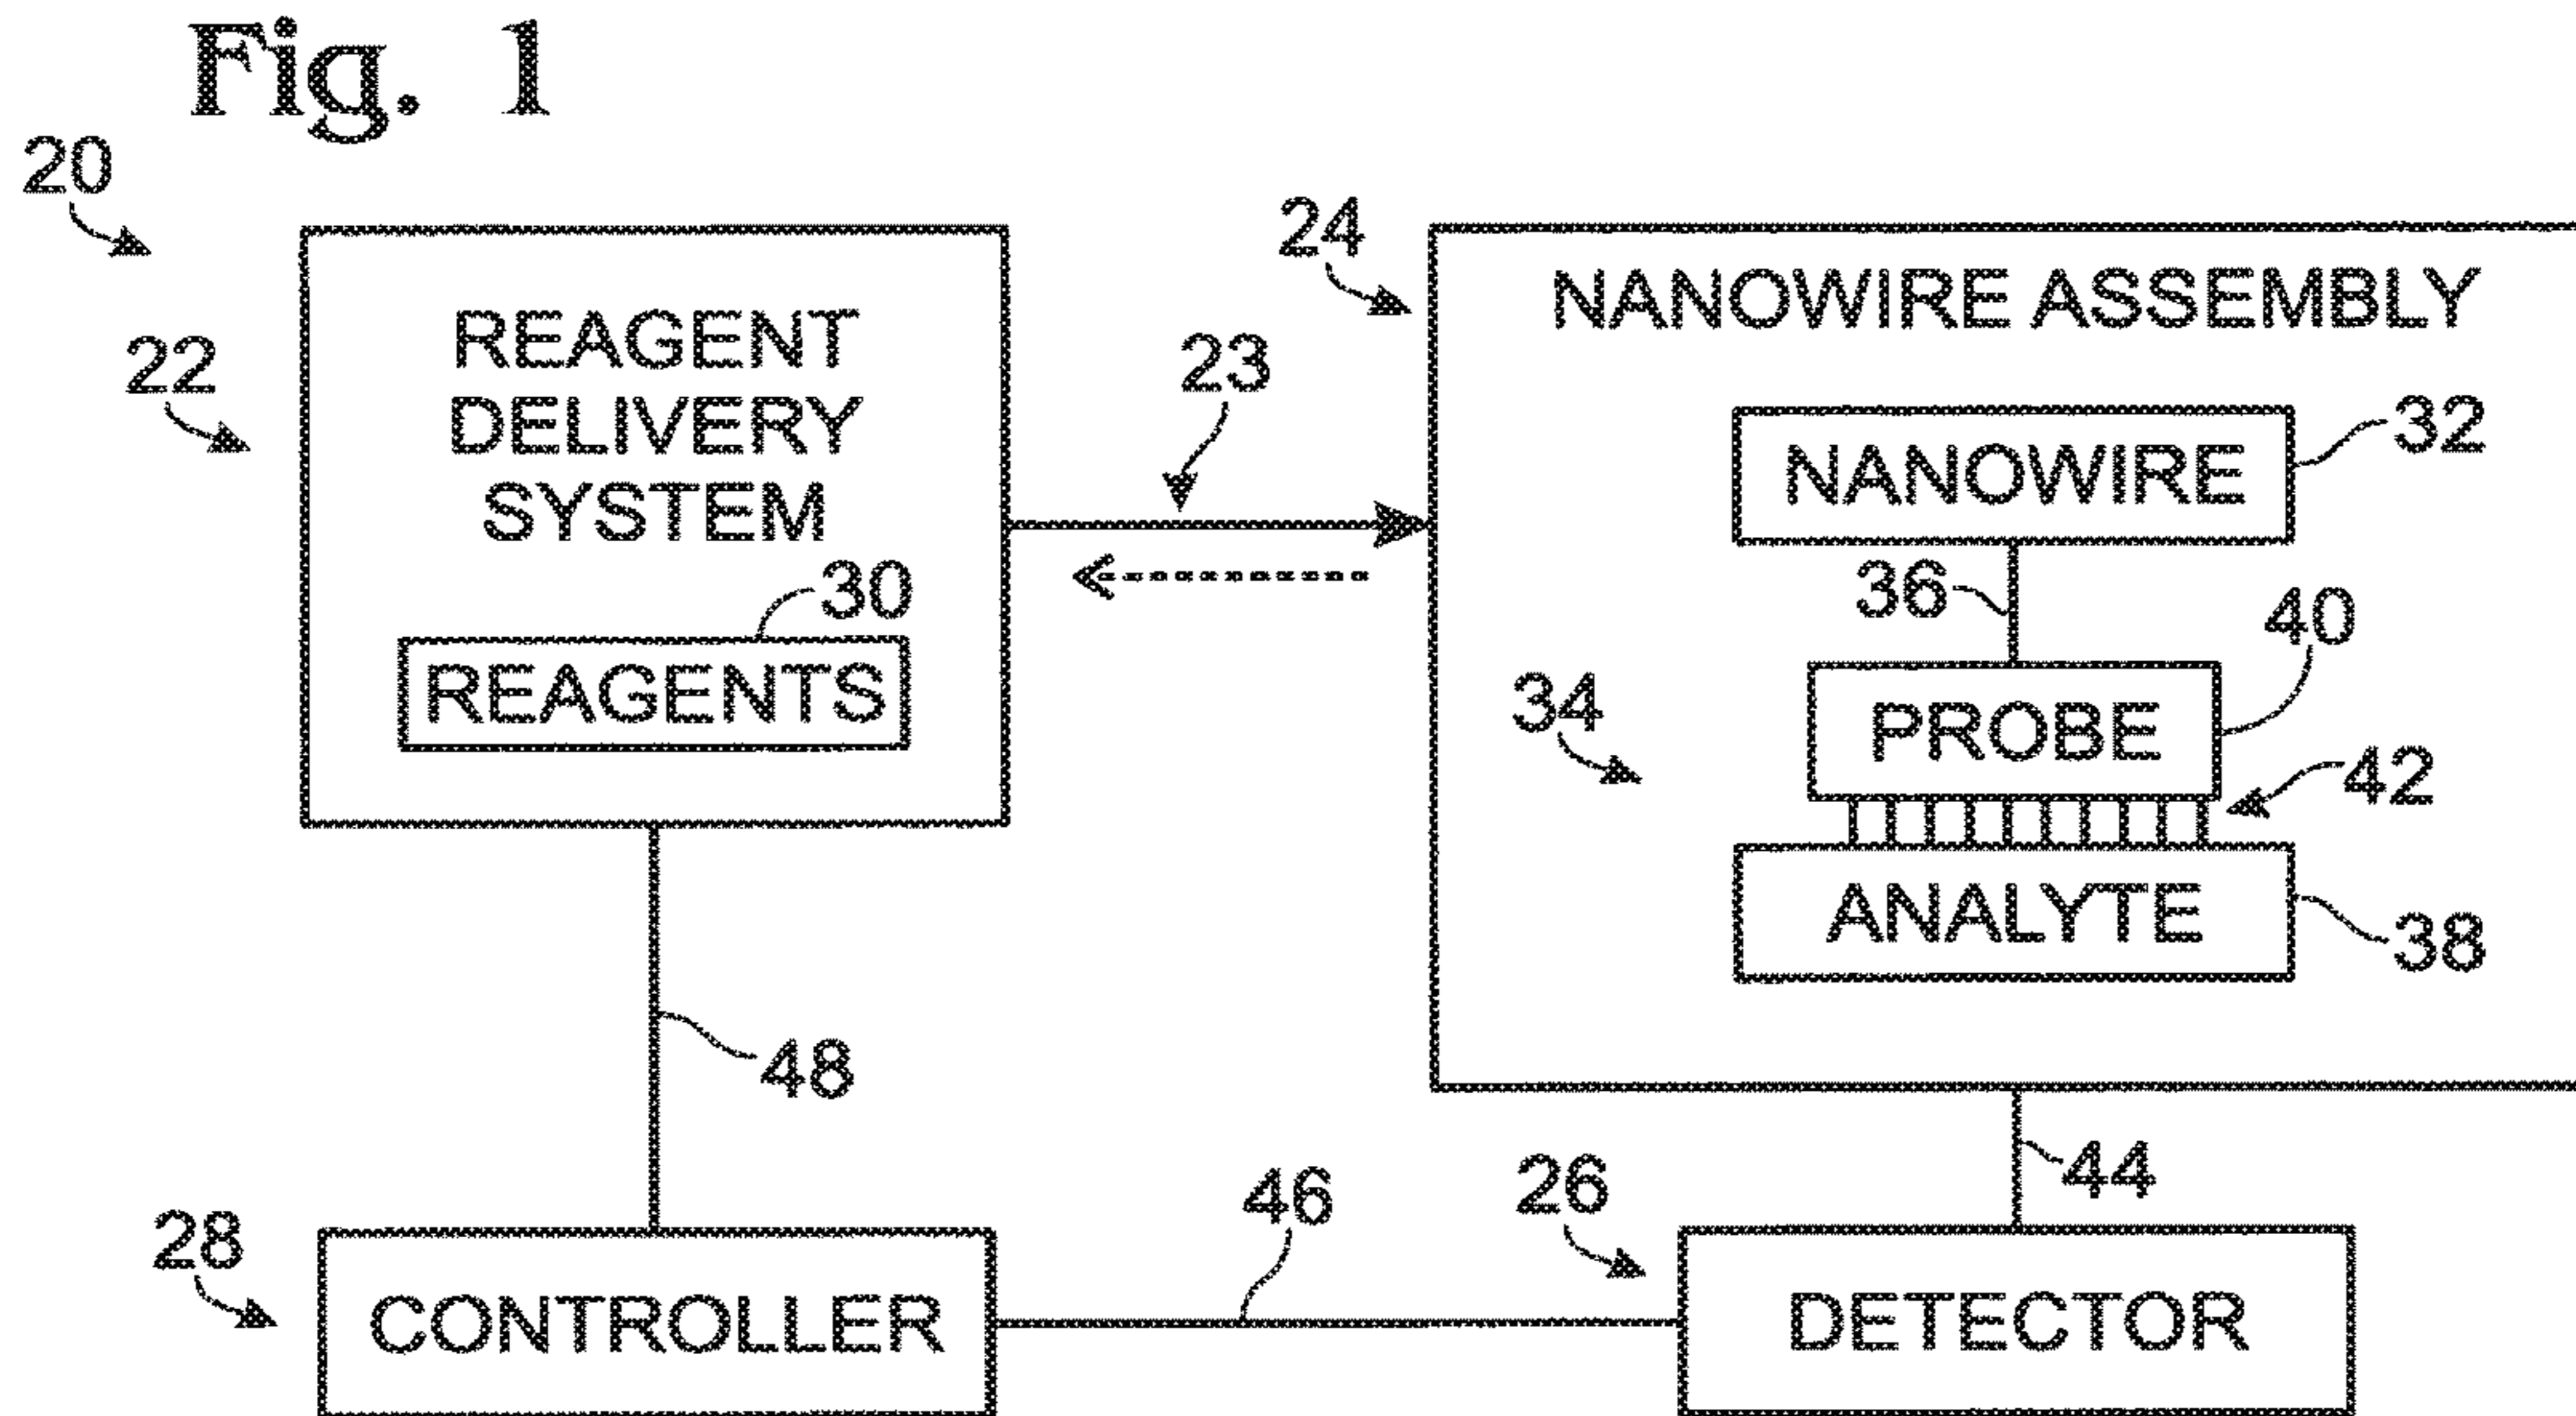 Fig. 1
20
22
REAGENT
DELIVERY
SYSTEM
30
REAGENTS
23
24
NANOWIRE ASSEMBLY
NANOWIRE
32
36
40
34
PROBE
42
ANALYTE
38
48
44
46
26
28
CONTROLLER
DETECTOR